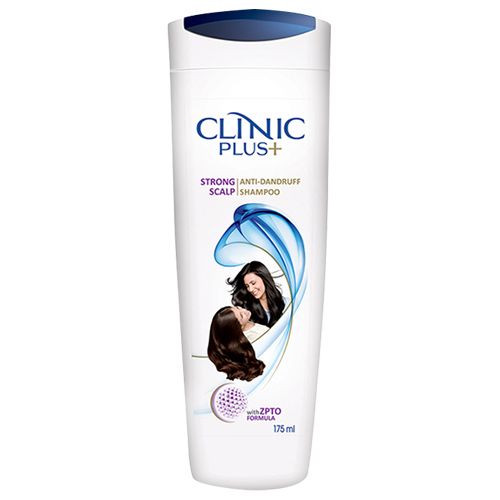 CLINIC
PLUS+
STRONG SCALP
ANTI-DANDRUFF SHAMPOO
with ZPTO
FORMULA
175 ml